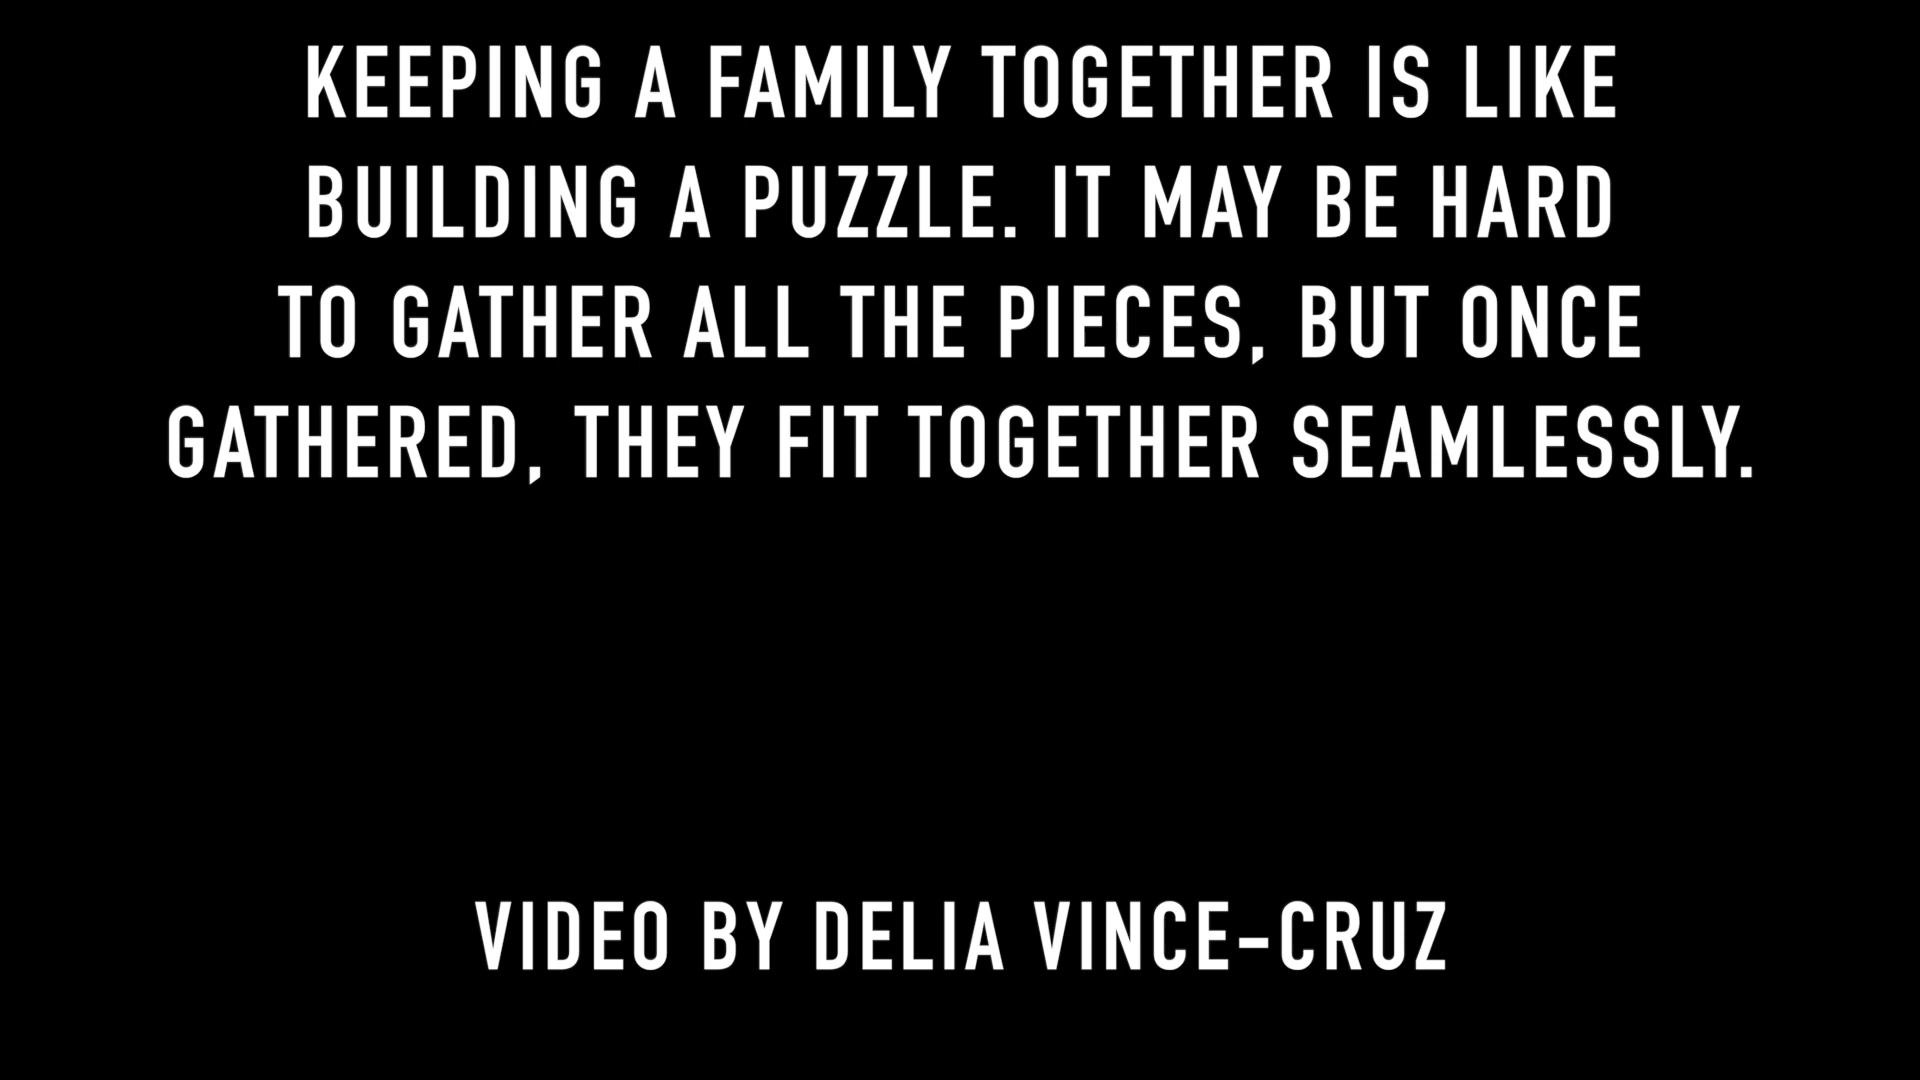 KEEPING A FAMILY TOGETHER IS LIKE
BUILDING A PUZZLE. IT MAY BE HARD
TO GATHER ALL THE PIECES, BUT ONCE
GATHERED, THEY FIT TOGETHER SEAMLESSLY.
VIDEO BY DELIA VINCE-CRUZ